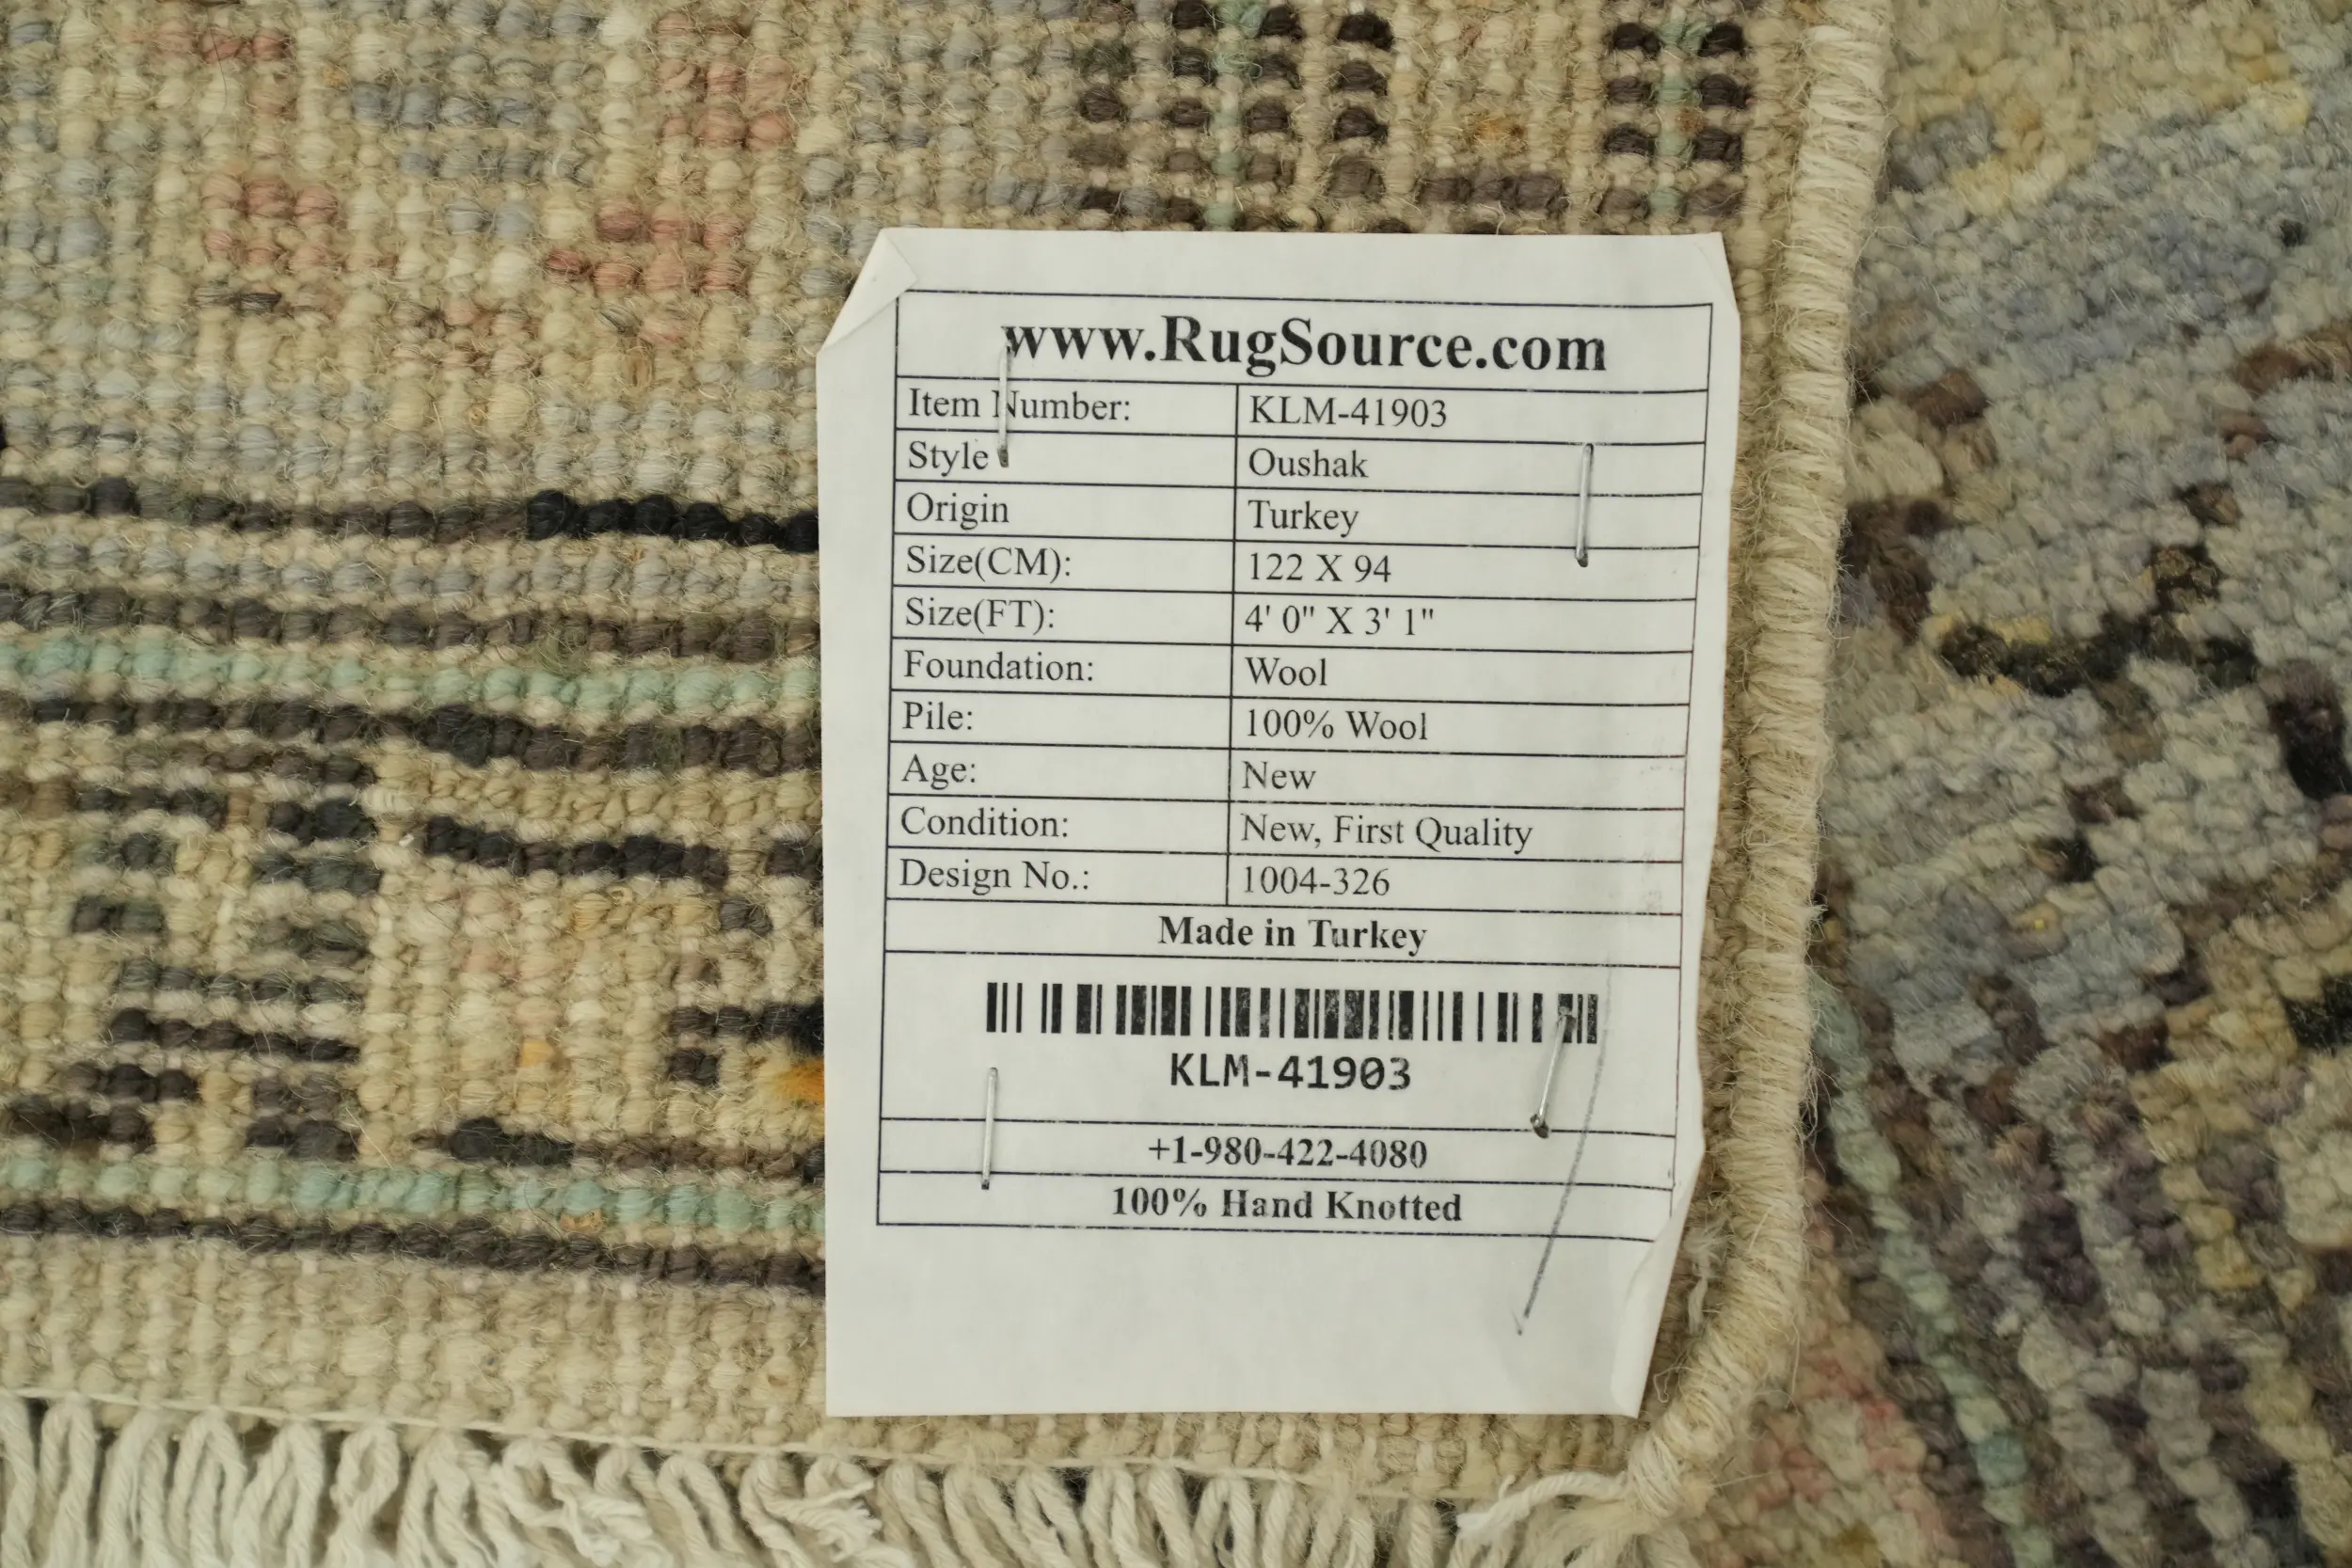 www.RugSource.com
Item Number: KLM-41903
Style Oushak
Origin Turkey
Size(CM): 122 X 94
Size(FT): 4' 0" X 3' 1"
Foundation: Wool
Pile: 100% Wool
Age: New
Condition: New, First Quality
Design No.: 1004-326
Made in Turkey
KLM-41903
+1-980-422-4080
100% Hand Knotted